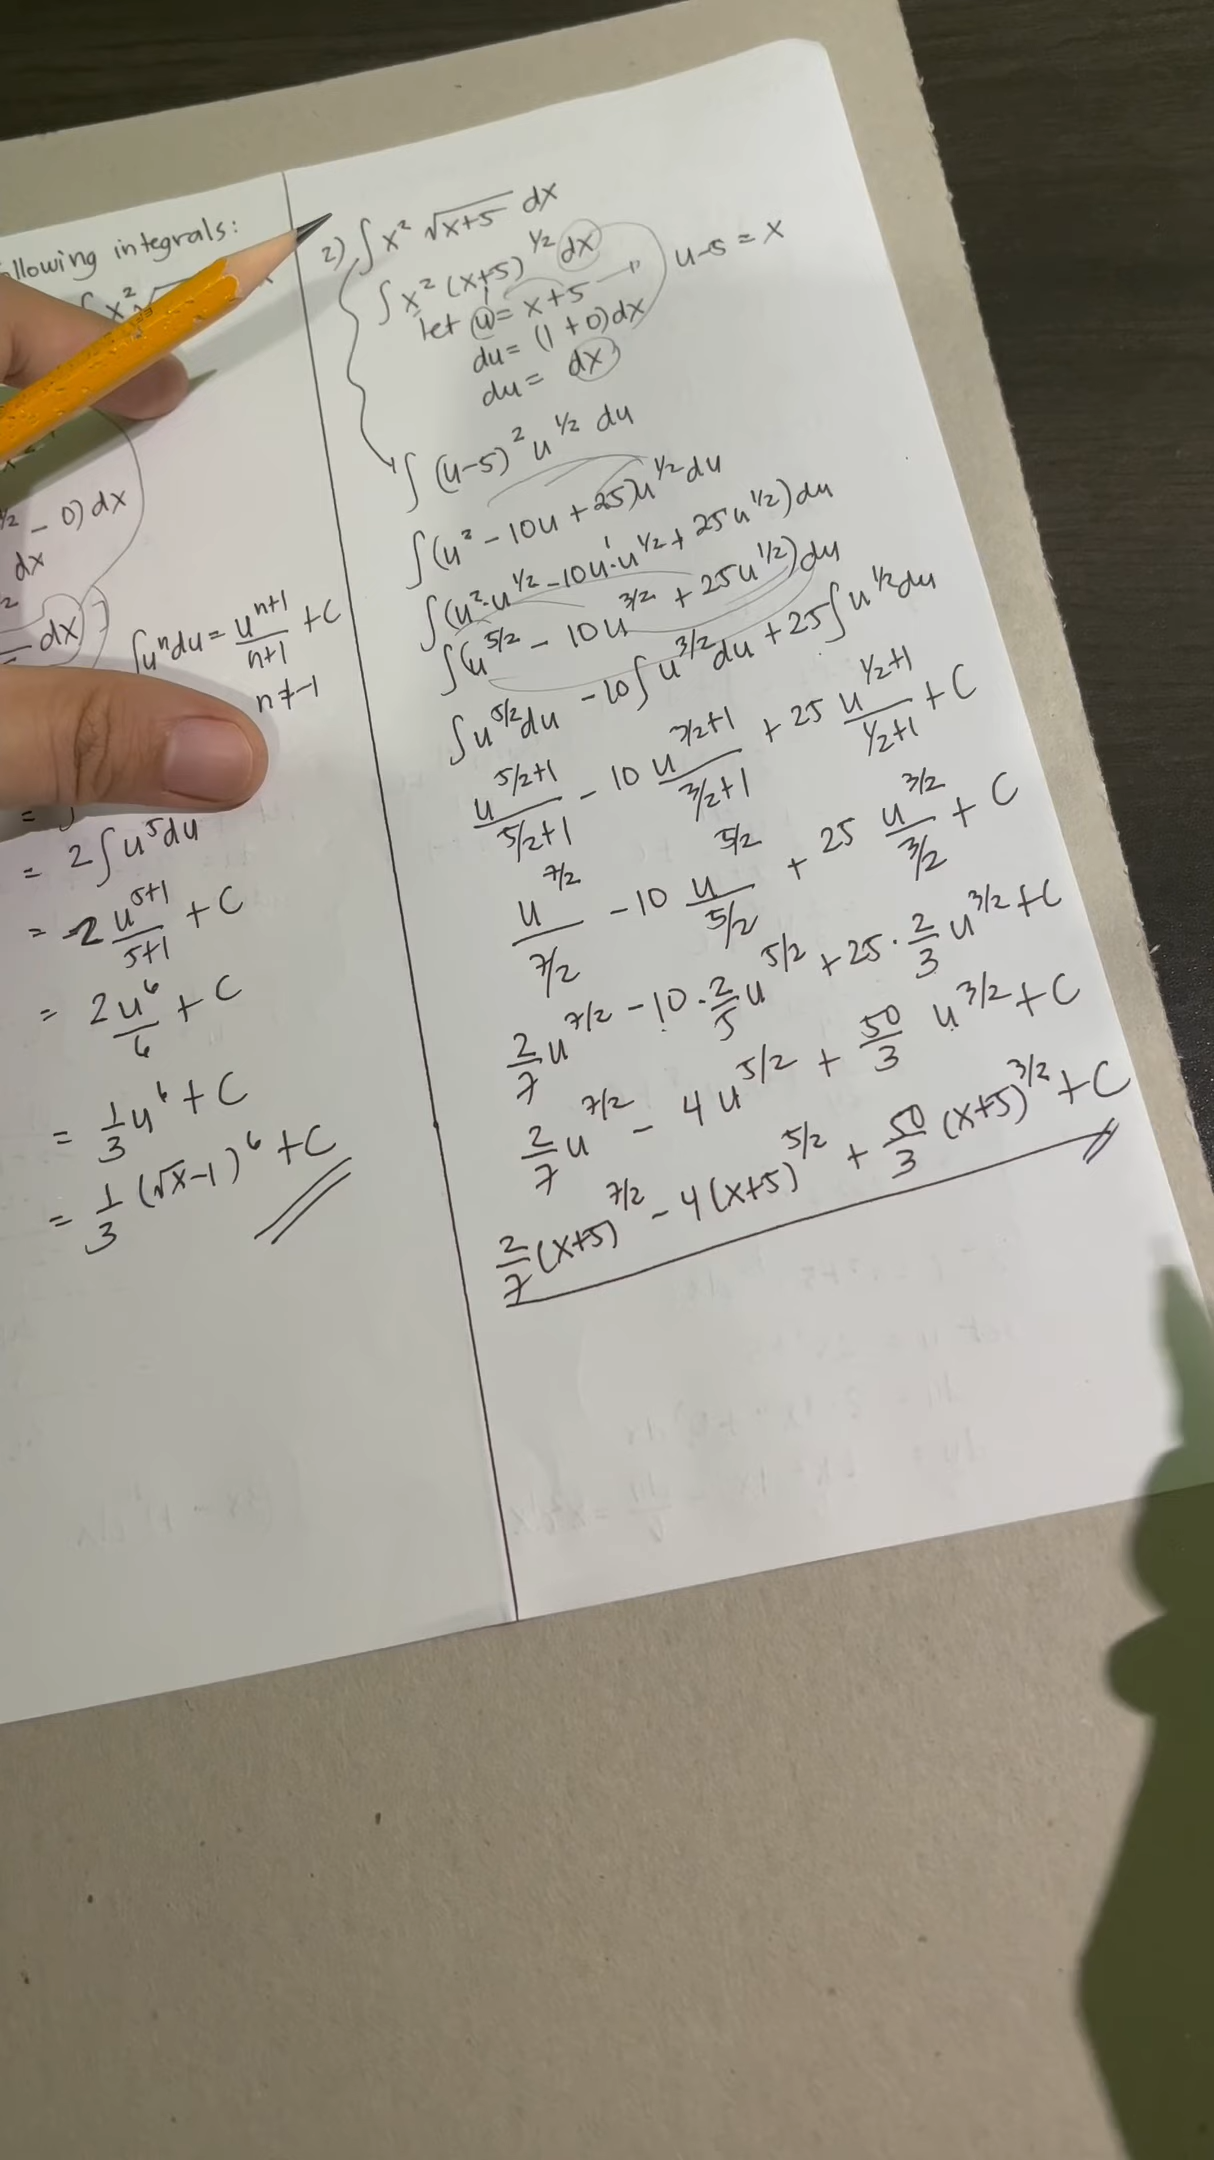 llowing integrals:
∫ x²√
x
1/2 − 0) dx
dx
dx
∫uⁿdu = uⁿ⁺¹/n+1 + C
n ≠ −1
=
= 2∫u⁵du
= 2 u⁵⁺¹/5+1 + C
= 2u⁶/6 + C
= 1/3 u⁶ + C
= 1/3 (√x−1)⁶ + C
2) ∫ x² √(x+5) dx
∫ x² (x+5)^1/2 dx
let u = x+5 → u−5 = x
du = (1+0)dx
du = dx
∫ (u−5)² u^1/2 du
∫(u² − 10u + 25)u^1/2 du
∫(u²·u^1/2 − 10u¹·u^1/2 + 25u^1/2)du
∫(u^5/2 − 10u^3/2 + 25u^1/2)du
∫u^5/2 du − 10∫u^3/2 du + 25∫u^1/2 du
u^5/2+1 / 5/2+1 − 10 u^3/2+1 / 3/2+1 + 25 u^1/2+1 / 1/2+1 + C
u^7/2 / 7/2 − 10 u^5/2 / 5/2 + 25 u^3/2 / 3/2 + C
2/7 u^7/2 − 10·2/5 u^5/2 + 25·2/3 u^3/2 + C
2/7 u^7/2 − 4u^5/2 + 50/3 u^3/2 + C
2/7 (x+5)^7/2 − 4(x+5)^5/2 + 50/3 (x+5)^3/2 + C